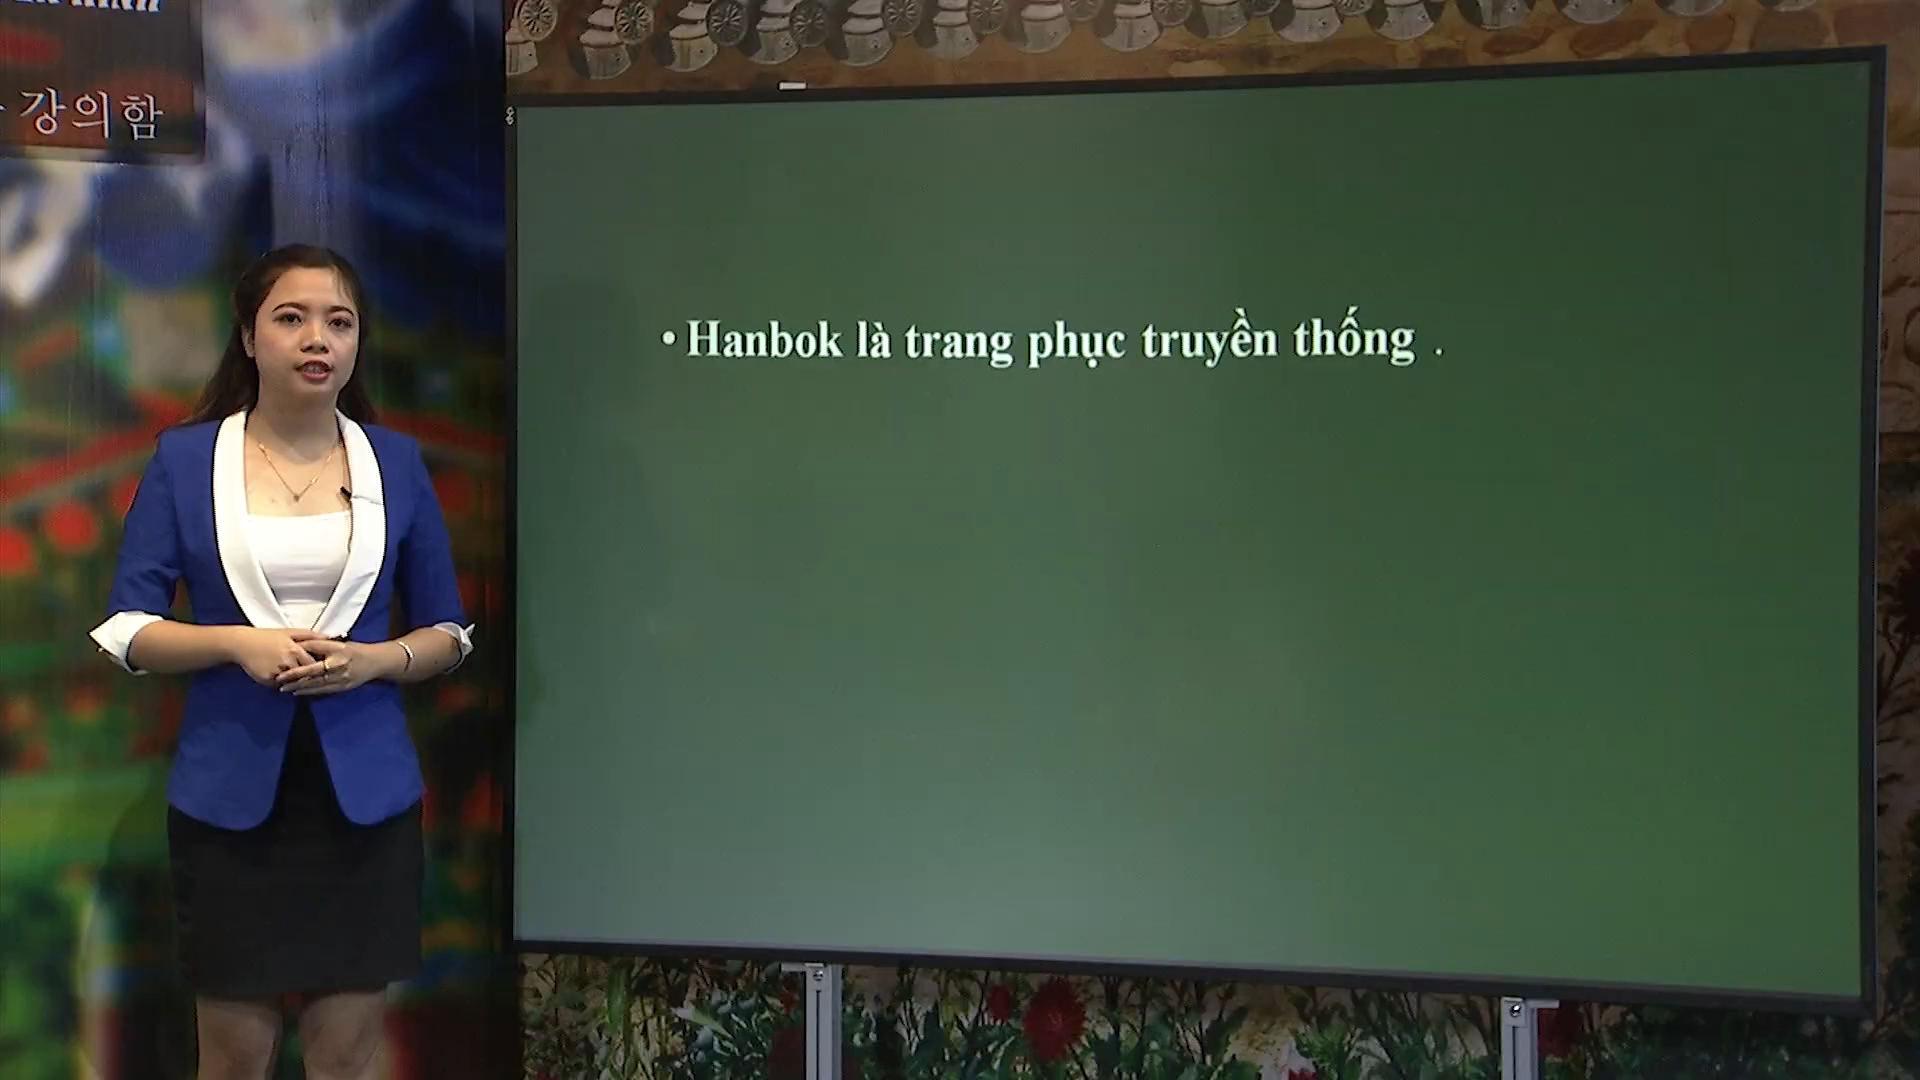 강의함
• Hanbok là trang phục truyền thống .